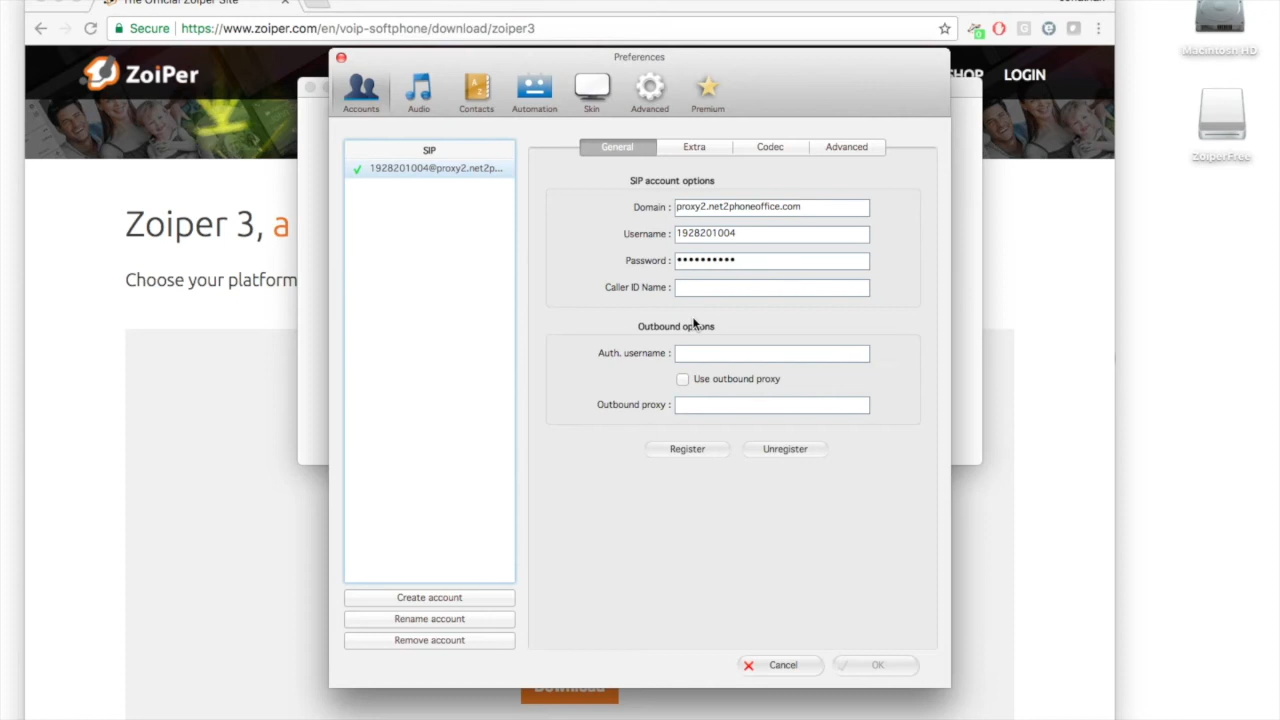 The Official Zoiper Site
Secure
https://www.zoiper.com/en/voip-softphone/download/zoiper3
Macintosh HD
ZoiperFree
ZoiPer
SHOP
LOGIN
Zoiper 3, a
Choose your platform
Download
Preferences
Accounts
Audio
Contacts
Automation
Skin
Advanced
Premium
SIP
1928201004@proxy2.net2p...
Create account
Rename account
Remove account
General
Extra
Codec
Advanced
SIP account options
Domain : proxy2.net2phoneoffice.com
Username : 1928201004
Password : ••••••••••
Caller ID Name :
Outbound options
Auth. username :
Use outbound proxy
Outbound proxy :
Register
Unregister
Cancel
OK